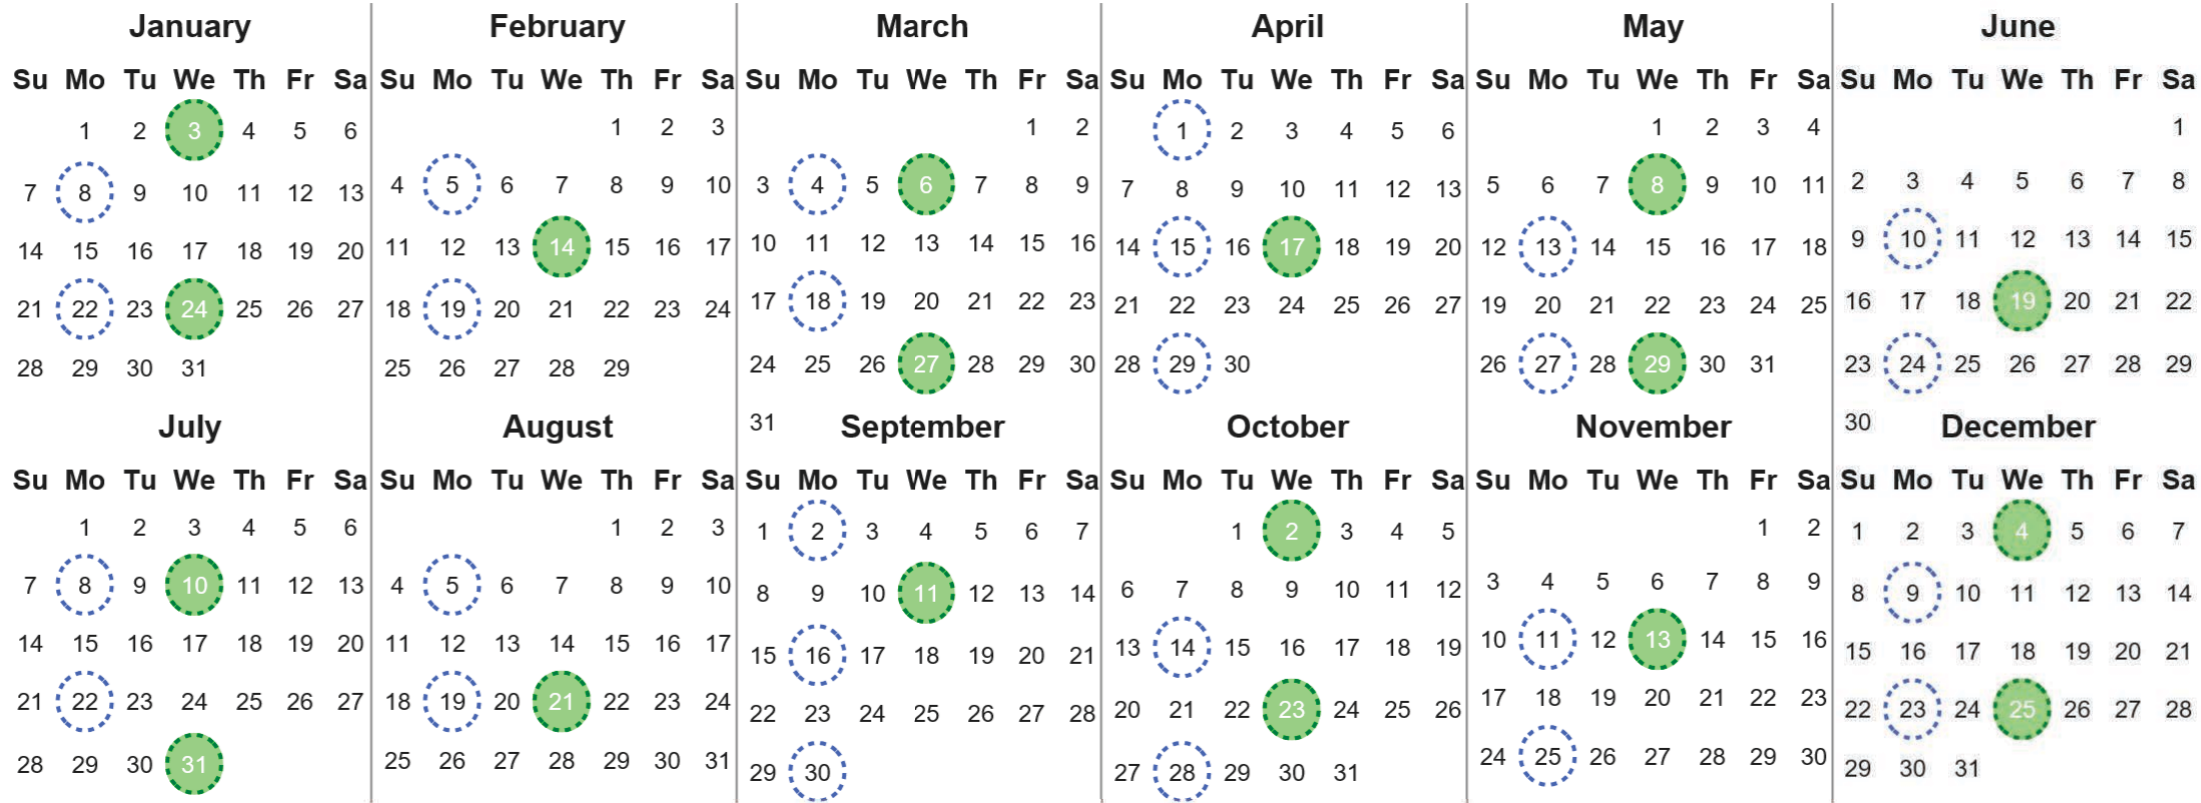 January
Su Mo Tu We Th Fr Sa
1 2 3 4 5 6
7 8 9 10 11 12 13
14 15 16 17 18 19 20
21 22 23 24 25 26 27
28 29 30 31
February
Su Mo Tu We Th Fr Sa
1 2 3
4 5 6 7 8 9 10
11 12 13 14 15 16 17
18 19 20 21 22 23 24
25 26 27 28 29
March
Su Mo Tu We Th Fr Sa
1 2
3 4 5 6 7 8 9
10 11 12 13 14 15 16
17 18 19 20 21 22 23
24 25 26 27 28 29 30
31
April
Su Mo Tu We Th Fr Sa
1 2 3 4 5 6
7 8 9 10 11 12 13
14 15 16 17 18 19 20
21 22 23 24 25 26 27
28 29 30
May
Su Mo Tu We Th Fr Sa
1 2 3 4
5 6 7 8 9 10 11
12 13 14 15 16 17 18
19 20 21 22 23 24 25
26 27 28 29 30 31
June
Su Mo Tu We Th Fr Sa
1
2 3 4 5 6 7 8
9 10 11 12 13 14 15
16 17 18 19 20 21 22
23 24 25 26 27 28 29
30
July
Su Mo Tu We Th Fr Sa
1 2 3 4 5 6
7 8 9 10 11 12 13
14 15 16 17 18 19 20
21 22 23 24 25 26 27
28 29 30 31
August
Su Mo Tu We Th Fr Sa
1 2 3
4 5 6 7 8 9 10
11 12 13 14 15 16 17
18 19 20 21 22 23 24
25 26 27 28 29 30 31
September
Su Mo Tu We Th Fr Sa
1 2 3 4 5 6 7
8 9 10 11 12 13 14
15 16 17 18 19 20 21
22 23 24 25 26 27 28
29 30
October
Su Mo Tu We Th Fr Sa
1 2 3 4 5
6 7 8 9 10 11 12
13 14 15 16 17 18 19
20 21 22 23 24 25 26
27 28 29 30 31
November
Su Mo Tu We Th Fr Sa
1 2
3 4 5 6 7 8 9
10 11 12 13 14 15 16
17 18 19 20 21 22 23
24 25 26 27 28 29 30
December
Su Mo Tu We Th Fr Sa
1 2 3 4 5 6 7
8 9 10 11 12 13 14
15 16 17 18 19 20 21
22 23 24 25 26 27 28
29 30 31